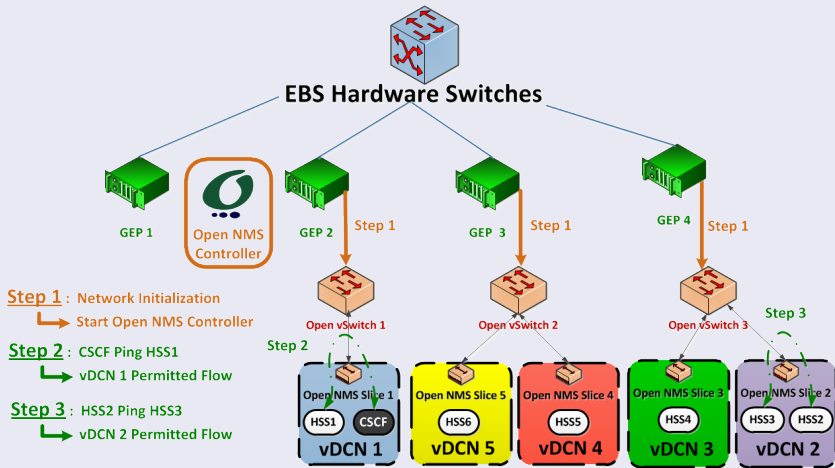 EBS Hardware Switches
GEP 1
Open NMS
Controller
GEP 2
Step 1
GEP 3
Step 1
GEP 4
Step 1
Step 1 : Network Initialization
Start Open NMS Controller
Step 2 : CSCF Ping HSS1
vDCN 1 Permitted Flow
Step 3 : HSS2 Ping HSS3
vDCN 2 Permitted Flow
Open vSwitch 1
Open vSwitch 2
Open vSwitch 3
Step 2
Step 3
Open NMS Slice 1
HSS1
CSCF
vDCN 1
Open NMS Slice 5
HSS6
vDCN 5
Open NMS Slice 4
HSS5
vDCN 4
Open NMS Slice 3
HSS4
vDCN 3
Open NMS Slice 2
HSS3
HSS2
vDCN 2